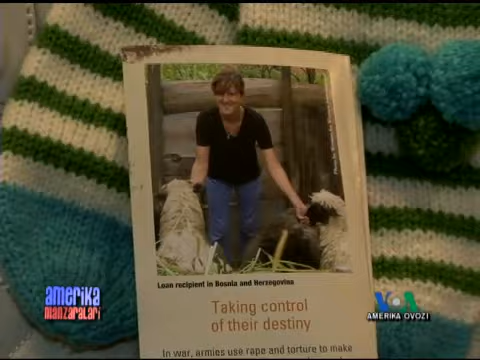 Loan recipient in Bosnia and Herzegovina
Taking control
of their destiny
In war, armies use rape and torture to make
amerika
manzaralari
VOA
AMERIKA OVOZI